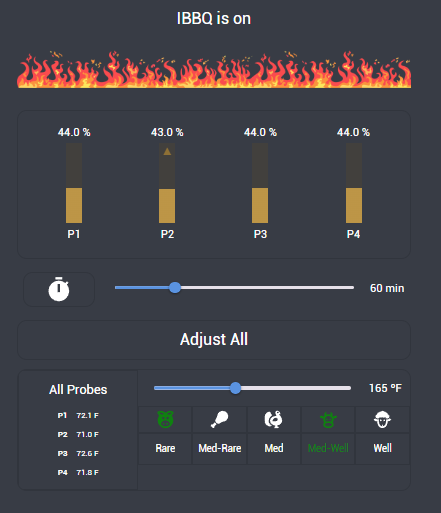 IBBQ is on
44.0 % 43.0 % 44.0 % 44.0 %
P1 P2 P3 P4
60 min
Adjust All
All Probes
165 ºF
P1 72.1 F
P2 71.0 F
P3 72.6 F
P4 71.8 F
Rare Med-Rare Med Med-Well Well